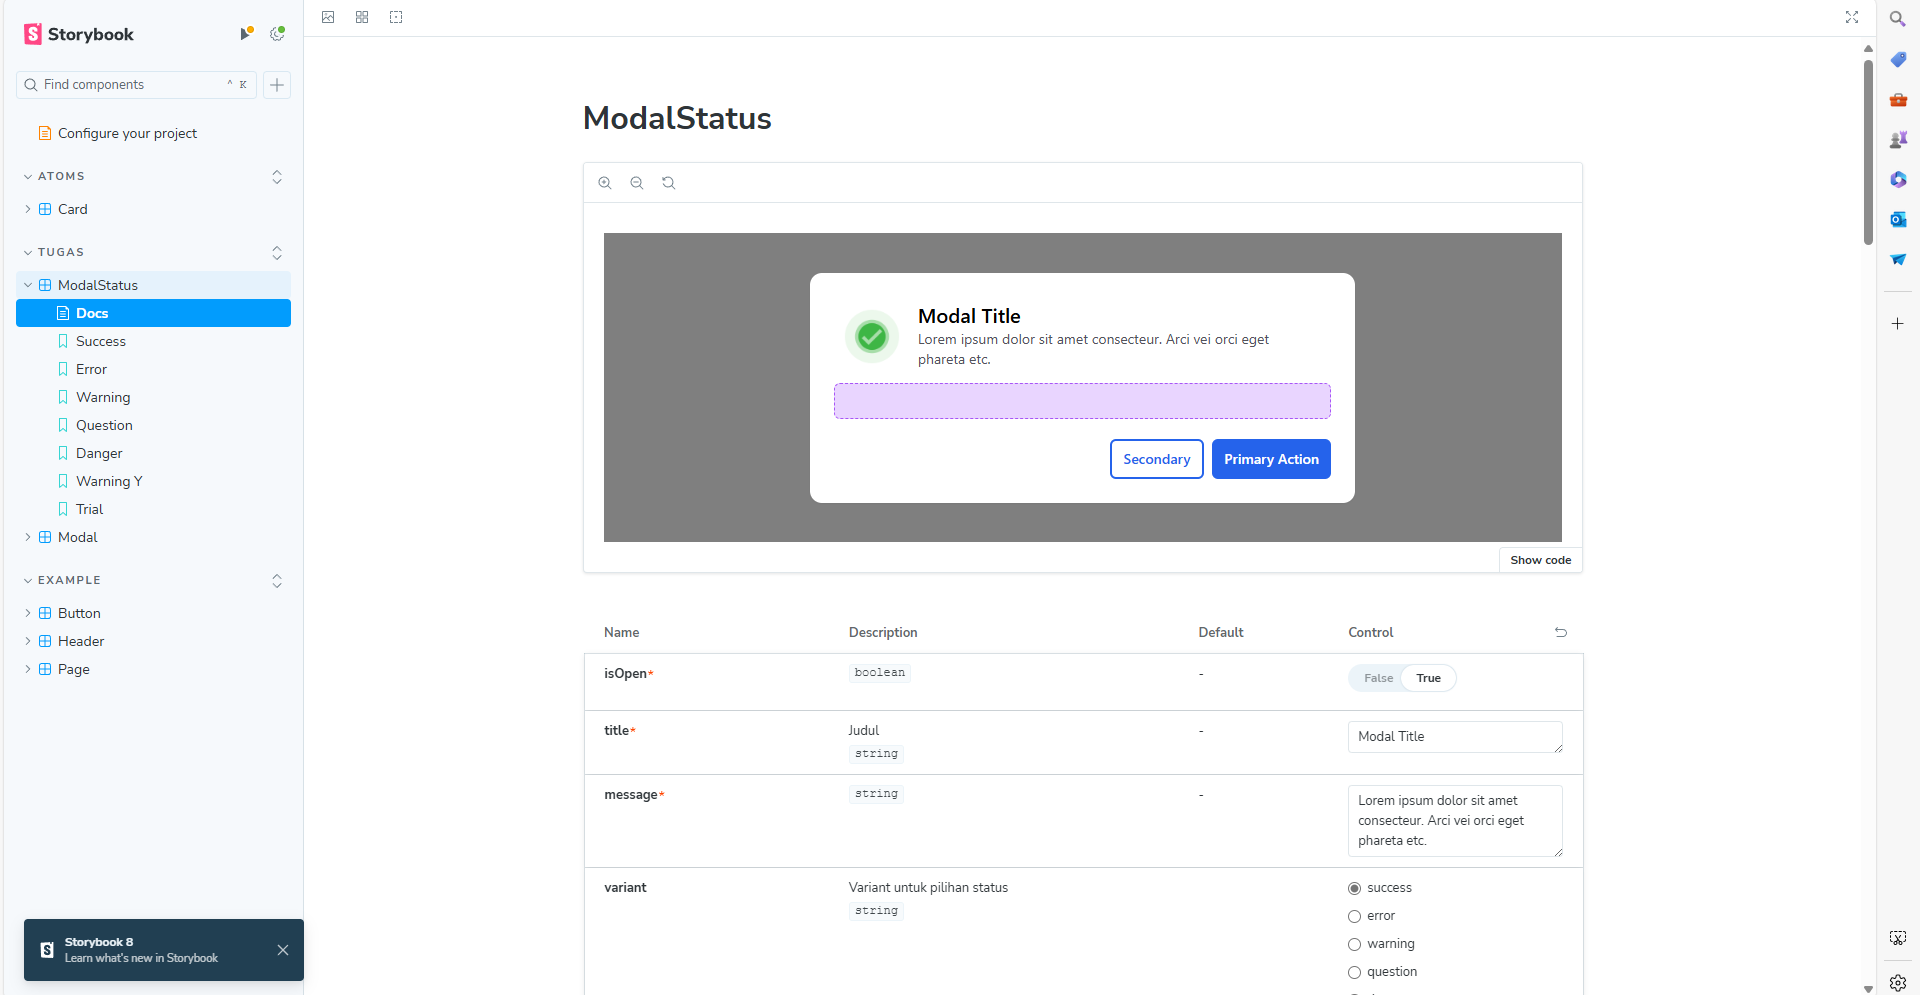 Storybook
Find components
^ K
Configure your project
ATOMS
Card
TUGAS
ModalStatus
Docs
Success
Error
Warning
Question
Danger
Warning Y
Trial
Modal
EXAMPLE
Button
Header
Page
Storybook 8
Learn what's new in Storybook
ModalStatus
Modal Title
Lorem ipsum dolor sit amet consecteur. Arci vei orci eget
phareta etc.
Secondary
Primary Action
Show code
Name Description Default Control
isOpen* boolean - False True
title* Judul - Modal Title
string
message* string - Lorem ipsum dolor sit amet
consecteur. Arci vei orci eget
phareta etc.
variant Variant untuk pilihan status success
string
error
warning
question